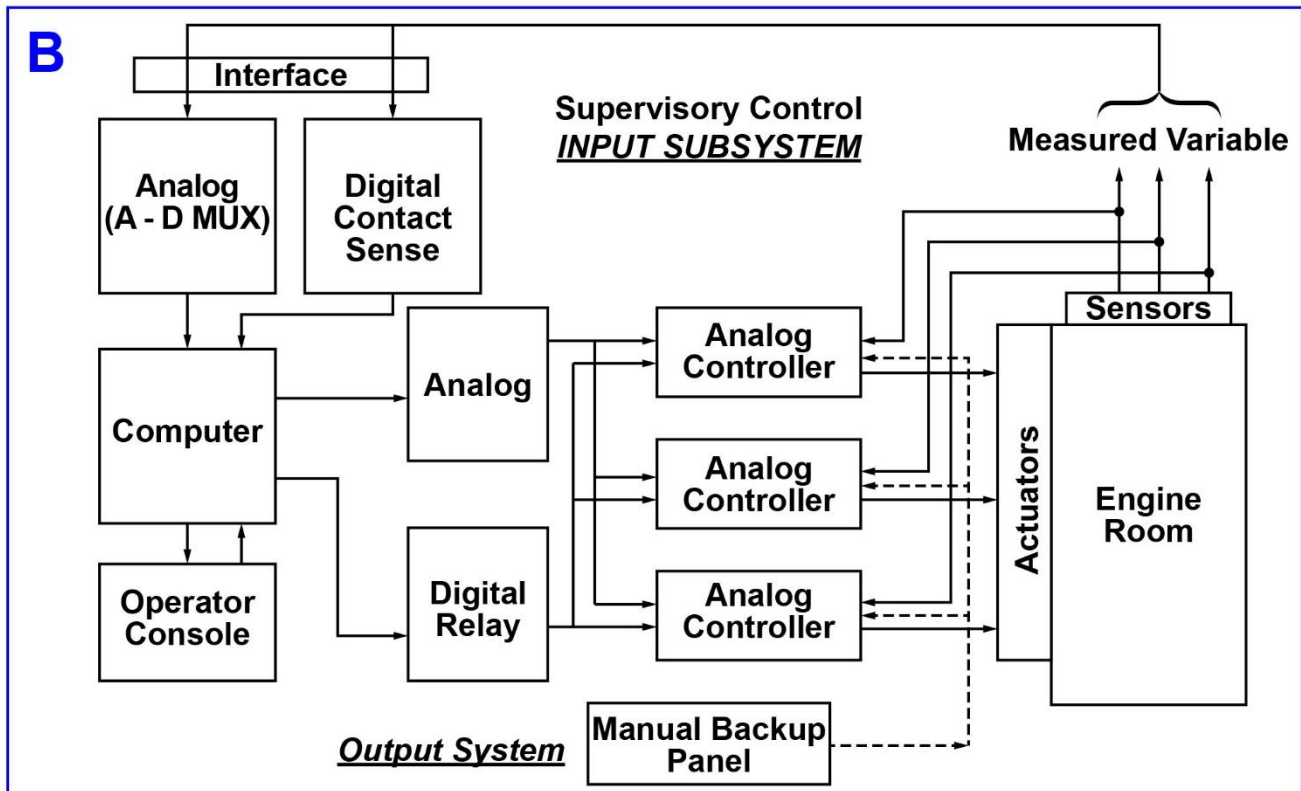 B
Interface
Supervisory Control
INPUT SUBSYSTEM
Measured Variable
Analog
(A - D MUX)
Digital
Contact
Sense
Sensors
Analog
Analog
Controller
Computer
Analog
Controller
Actuators
Engine
Room
Operator
Console
Digital
Relay
Analog
Controller
Output System
Manual Backup
Panel